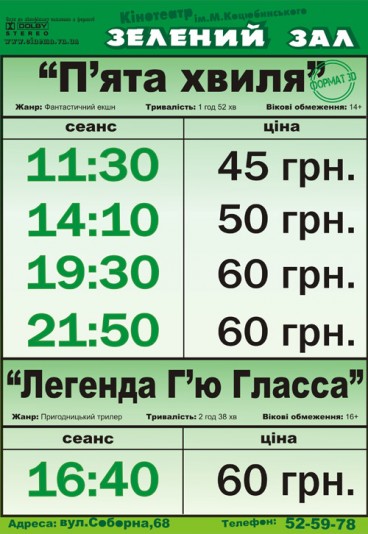 Кінотеатр ім.М.Коцюбинського
DOLBY
STEREO
www.cinema.vn.ua
ЗЕЛЕНИЙ ЗАЛ
“П’ята хвиля”
ФОРМАТ 2D
Жанр: Фантастичний екшн Тривалість: 1 год 52 хв Вікові обмеження: 14+
сеанс ціна
11:30 45 грн.
14:10 50 грн.
19:30 60 грн.
21:50 60 грн.
“Легенда Г’ю Гласса”
Жанр: Пригодницький трилер Тривалість: 2 год 38 хв Вікові обмеження: 16+
сеанс ціна
16:40 60 грн.
Адреса: вул.Соборна,68 Телефон: 52-59-78